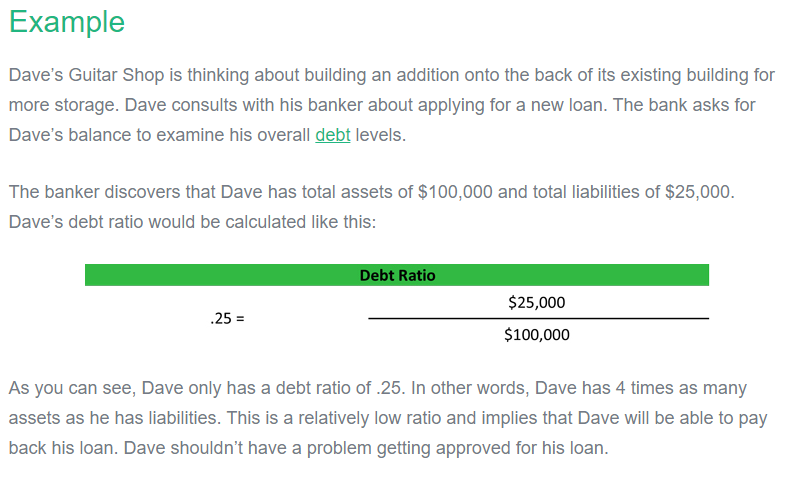 Example
Dave’s Guitar Shop is thinking about building an addition onto the back of its existing building for
more storage. Dave consults with his banker about applying for a new loan. The bank asks for
Dave’s balance to examine his overall debt levels.
The banker discovers that Dave has total assets of $100,000 and total liabilities of $25,000.
Dave’s debt ratio would be calculated like this:
Debt Ratio
$25,000
.25 =
$100,000
As you can see, Dave only has a debt ratio of .25. In other words, Dave has 4 times as many
assets as he has liabilities. This is a relatively low ratio and implies that Dave will be able to pay
back his loan. Dave shouldn’t have a problem getting approved for his loan.